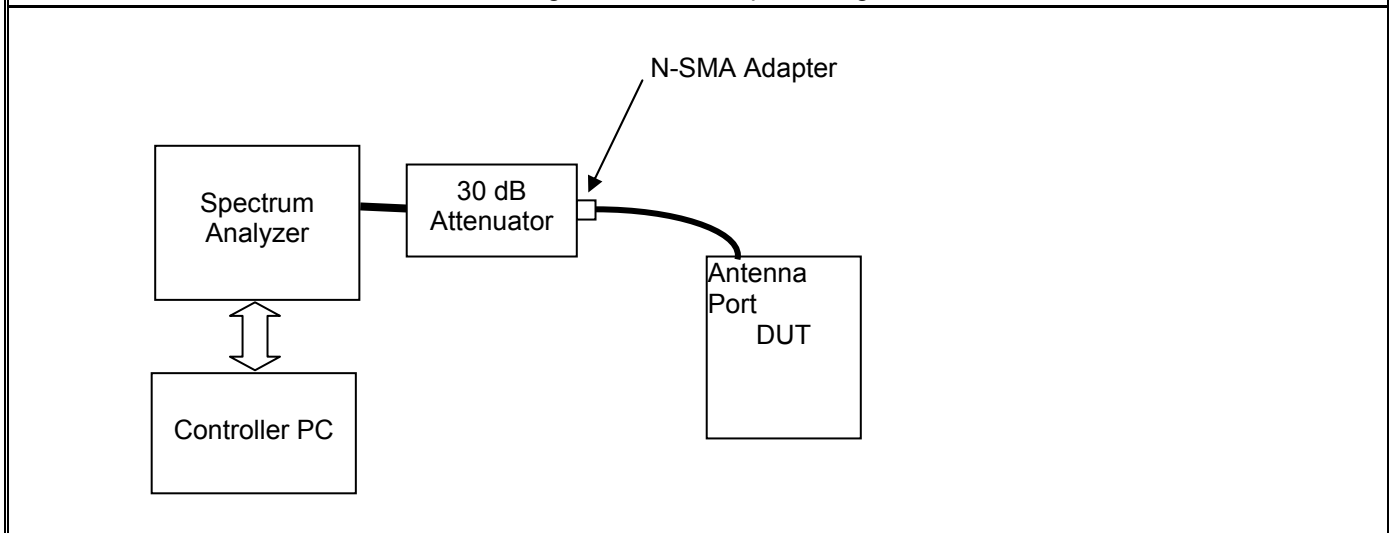 N-SMA Adapter
Spectrum
Analyzer
30 dB
Attenuator
Antenna
Port
DUT
Controller PC